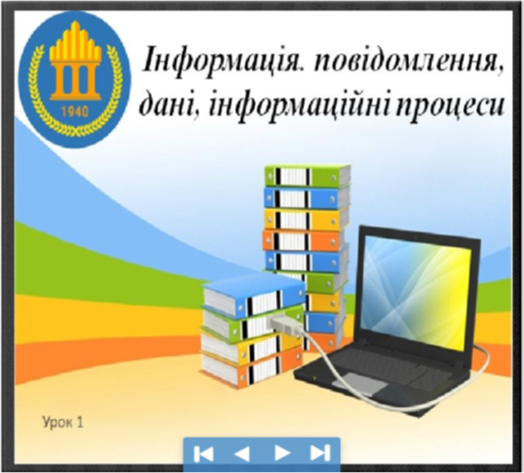 1940
Інформація. повідомлення,
дані, інформаційні процеси
Урок 1